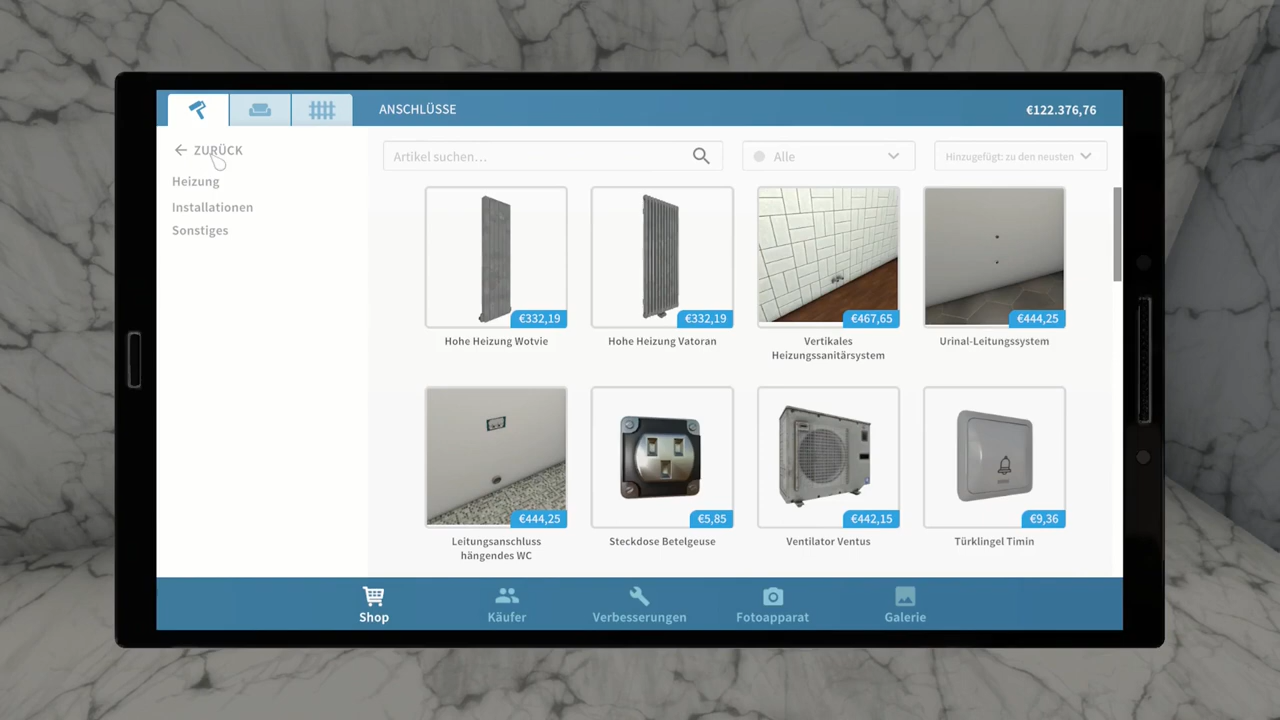 ANSCHLÜSSE
€122.376,76
ZURÜCK
Heizung
Installationen
Sonstiges
Artikel suchen...
Alle
Hinzugefügt: zu den neusten
€332,19
€332,19
€467,65
€444,25
Hohe Heizung Wotvie
Hohe Heizung Vatoran
Vertikales
Heizungssanitärsystem
Urinal-Leitungssystem
€444,25
€5,85
€442,15
€9,36
Leitungsanschluss
hängendes WC
Steckdose Betelgeuse
Ventilator Ventus
Türklingel Timin
Shop
Käufer
Verbesserungen
Fotoapparat
Galerie